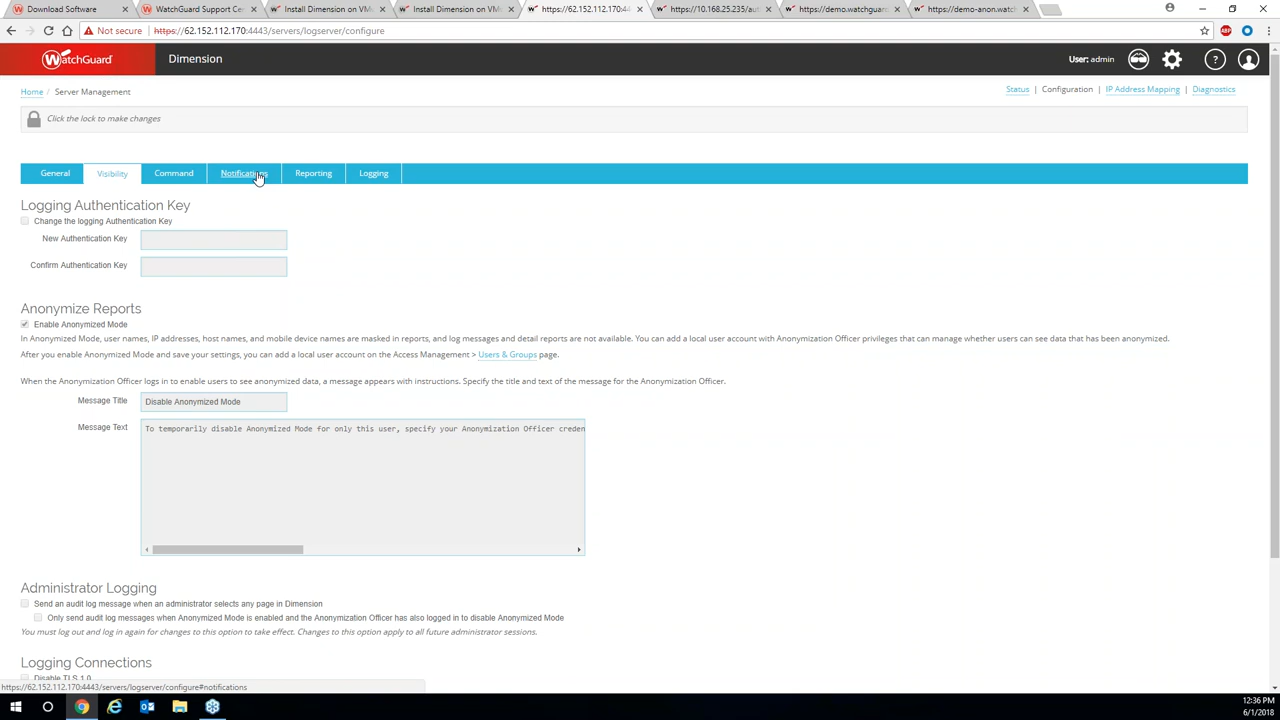 Download Software
WatchGuard Support Ce
Install Dimension on VM
Install Dimension on VM
https://62.152.112.170:4
https://10.168.25.235/au
https://demo.watchguar
https://demo-anon.watc
Not secure
https://62.152.112.170:4443/servers/logserver/configure
ABP
WatchGuard
Dimension
User: admin
?
Home / Server Management
Status | Configuration | IP Address Mapping | Diagnostics
Click the lock to make changes
General
Visibility
Command
Notifications
Reporting
Logging
Logging Authentication Key
Change the logging Authentication Key
New Authentication Key
Confirm Authentication Key
Anonymize Reports
Enable Anonymized Mode
In Anonymized Mode, user names, IP addresses, host names, and mobile device names are masked in reports, and log messages and detail reports are not available. You can add a local user account with Anonymization Officer privileges that can manage whether users can see data that has been anonymized.
After you enable Anonymized Mode and save your settings, you can add a local user account on the Access Management > Users & Groups page.
When the Anonymization Officer logs in to enable users to see anonymized data, a message appears with instructions. Specify the title and text of the message for the Anonymization Officer.
Message Title
Disable Anonymized Mode
Message Text
To temporarily disable Anonymized Mode for only this user, specify your Anonymization Officer creden
Administrator Logging
Send an audit log message when an administrator selects any page in Dimension
Only send audit log messages when Anonymized Mode is enabled and the Anonymization Officer has also logged in to disable Anonymized Mode
You must log out and log in again for changes to this option to take effect. Changes to this option apply to all future administrator sessions.
Logging Connections
Disable TLS 1.0
https://62.152.112.170:4443/servers/logserver/configure#notifications
12:36 PM
6/1/2018